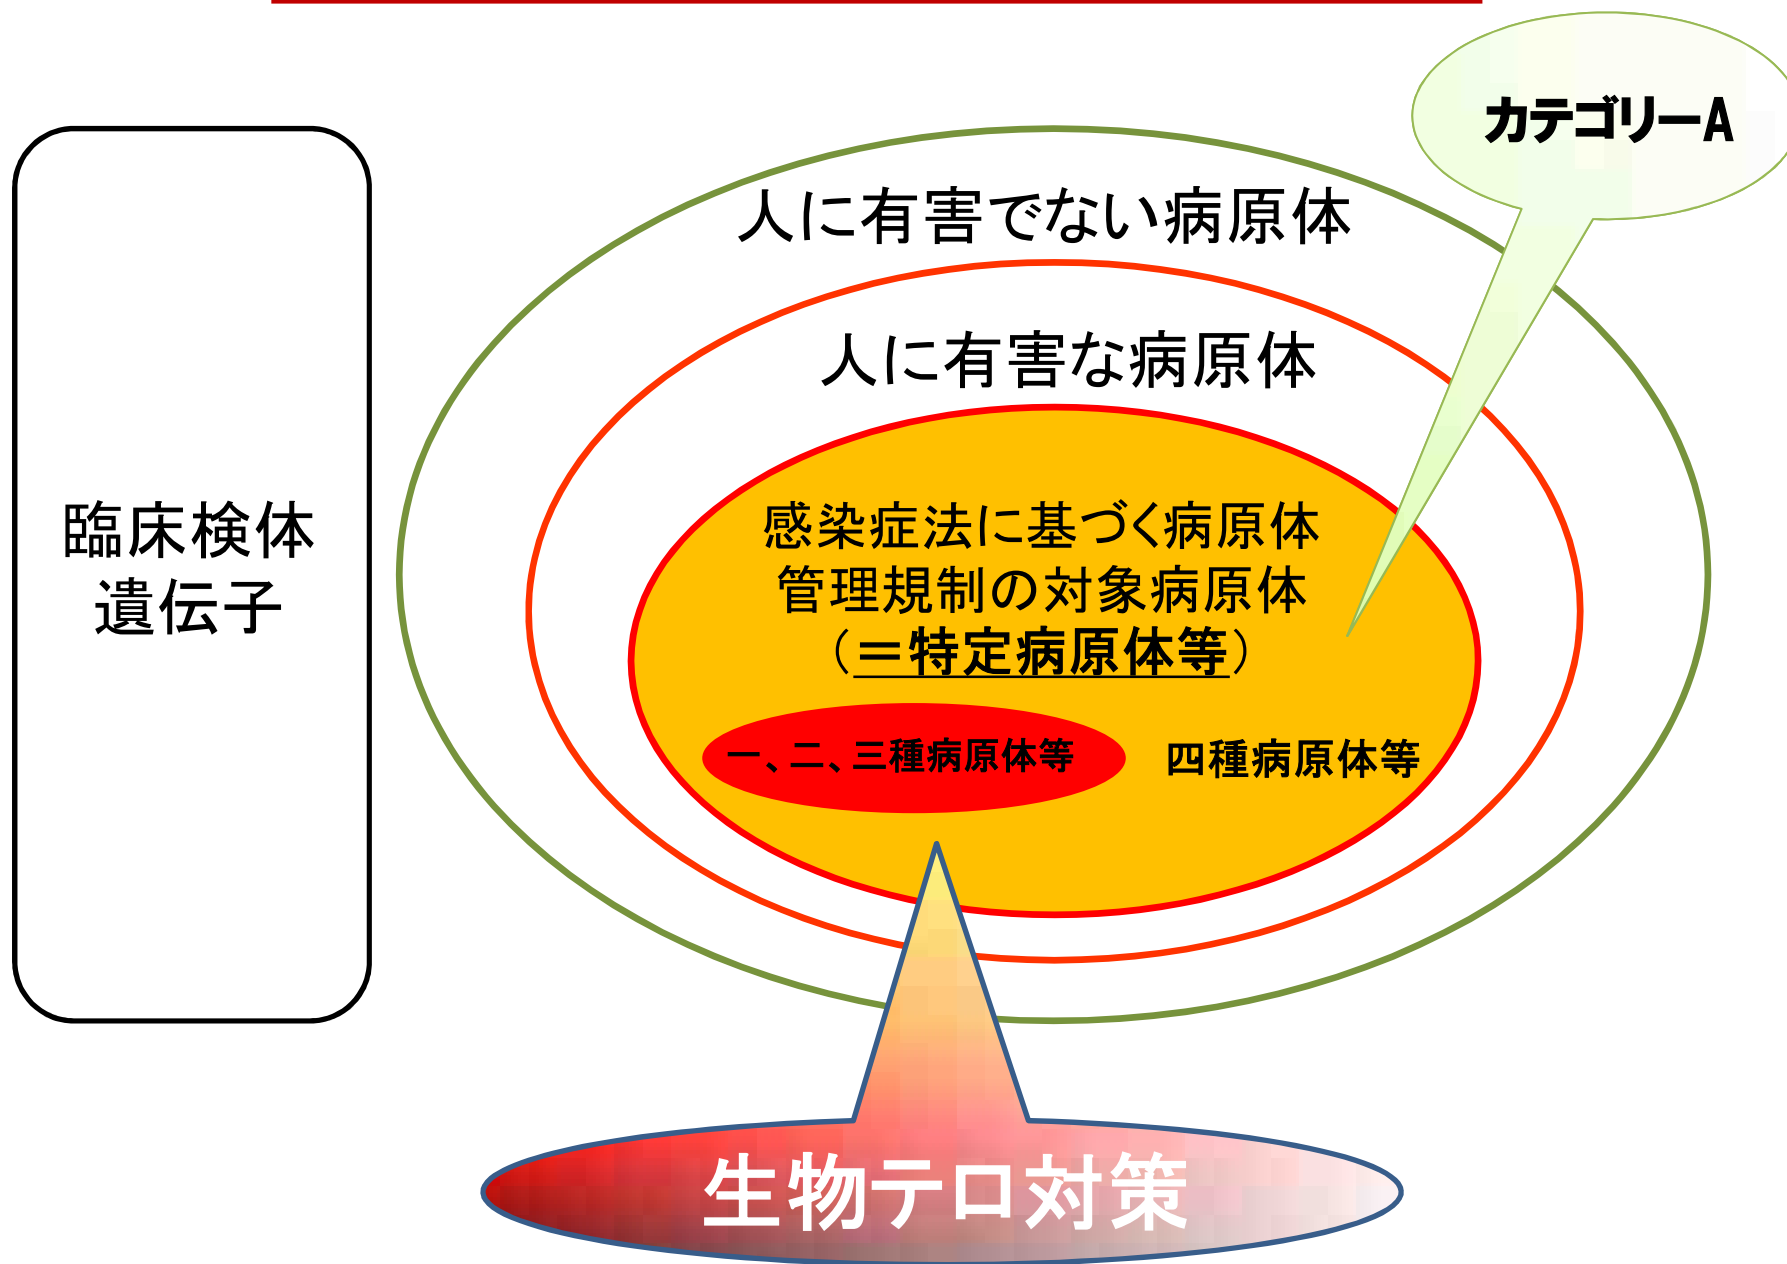 カテゴリーA
人に有害でない病原体
人に有害な病原体
臨床検体
遺伝子
感染症法に基づく病原体
管理規制の対象病原体
（＝特定病原体等）
一、二、三種病原体等
四種病原体等
生物テロ対策